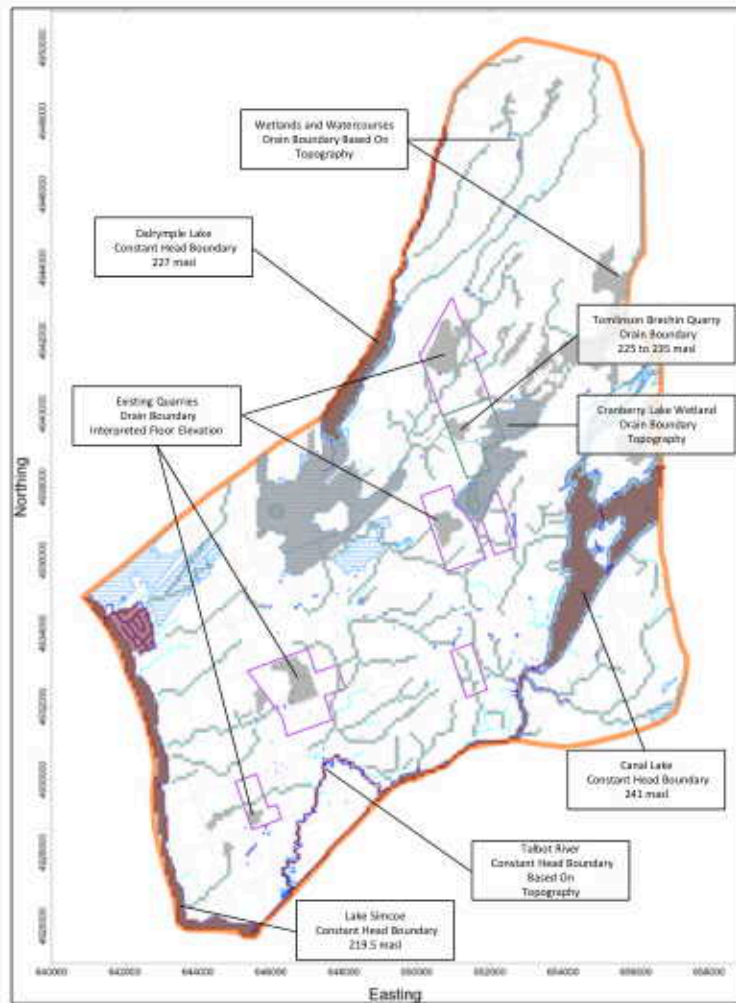 Wetlands and Watercourses
Drain Boundary Based On
Topography
Dalrymple Lake
Constant Head Boundary
227 masl
Tomlinson Brechin Quarry
Drain Boundary
225 to 235 masl
Existing Quarries
Drain Boundary
Interpreted Floor Elevation
Cranberry Lake Wetland
Drain Boundary
Topography
Canal Lake
Constant Head Boundary
241 masl
Talbot River
Constant Head Boundary
Based On
Topography
Lake Simcoe
Constant Head Boundary
219.5 masl
Northing
640000 642000 644000 646000 648000 650000 652000 654000 656000 658000
Easting